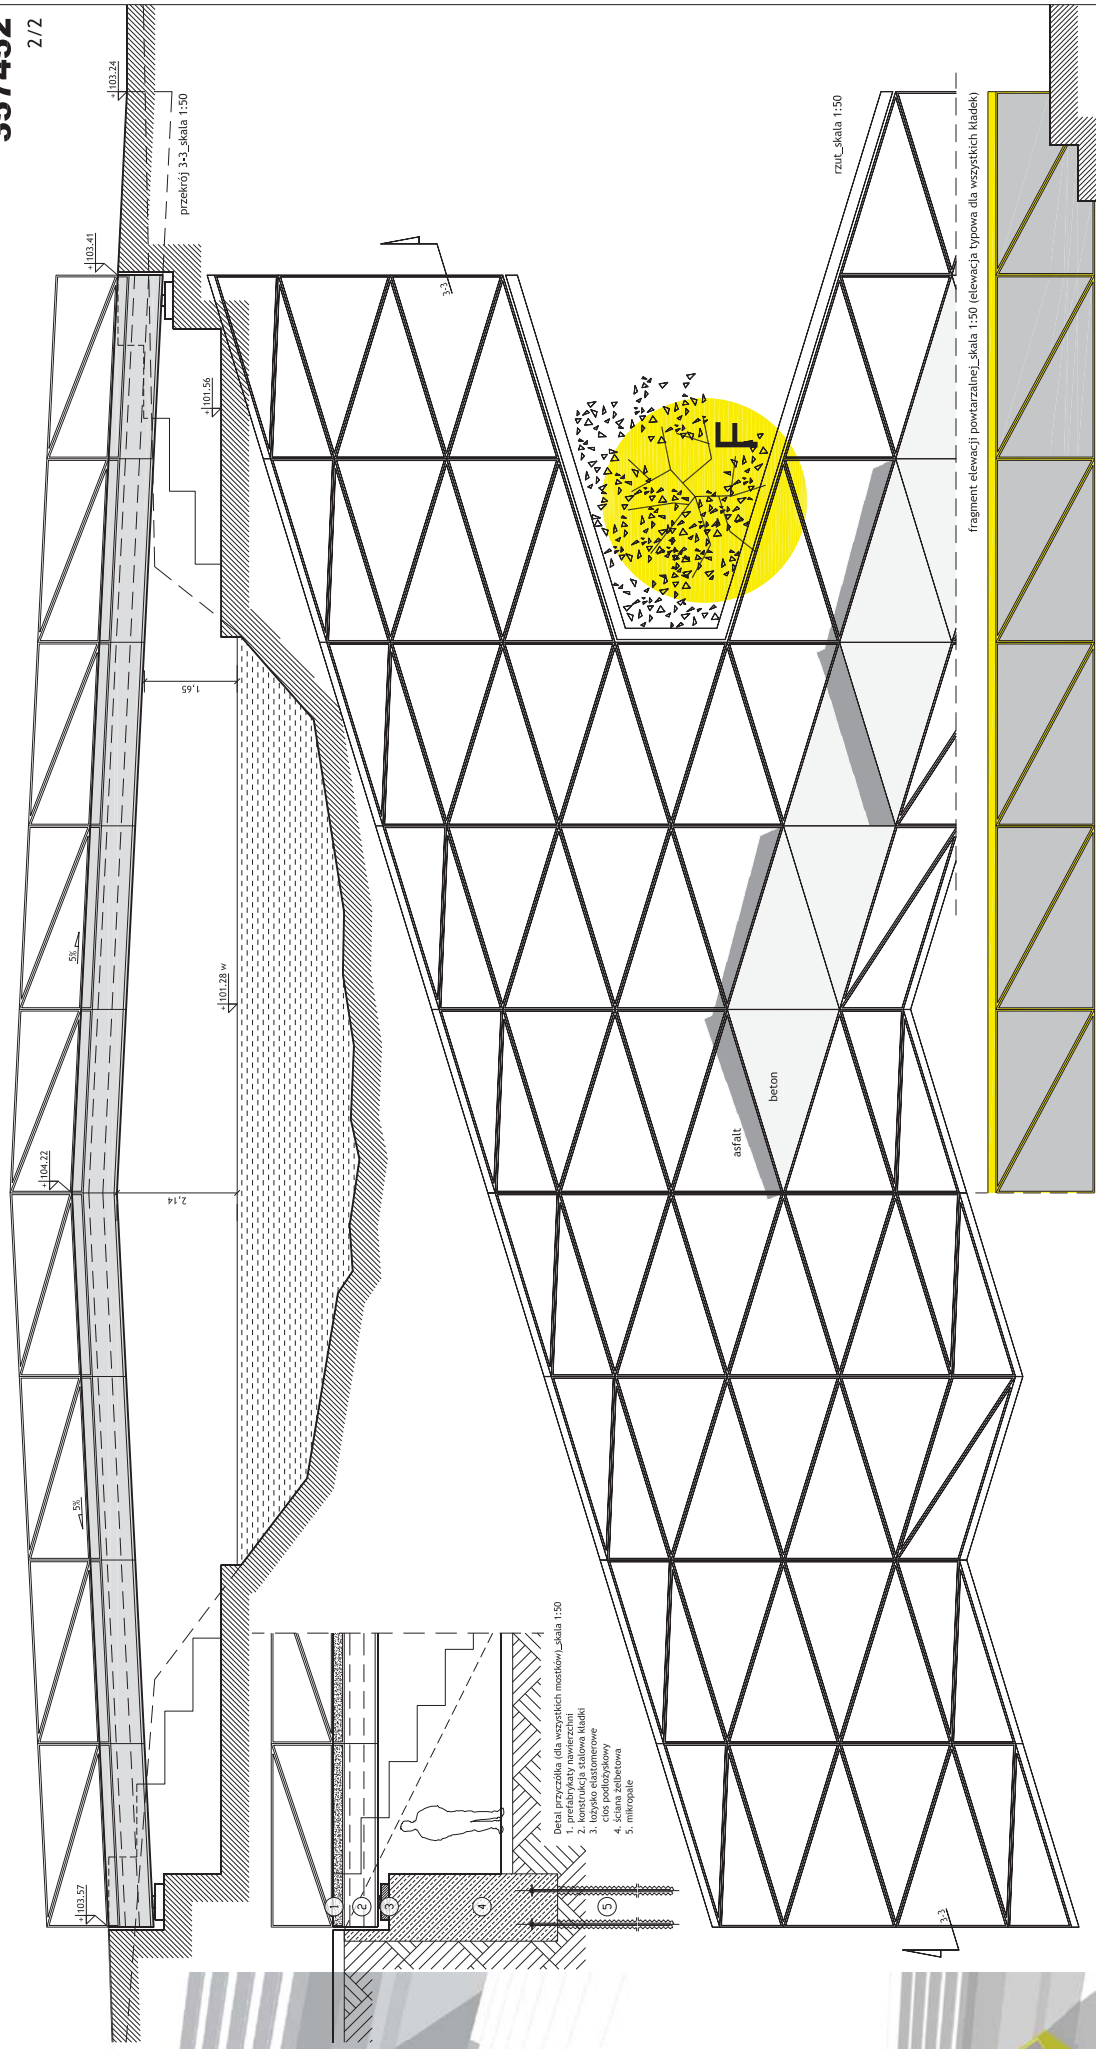 357452
2/2
+103.24
przekrój 3-3_skala 1:50
+103.41
+101.56
1,65
5%
+101.28 w
+104.22
2,14
5%
+103.57
rzut_skala 1:50
3-3
F
fragment elewacji powtarzalnej_skala 1:50 (elewacja typowa dla wszystkich kładek)
asfalt
beton
3-3
Detal przyczółka (dla wszystkich mostków)_skala 1:50
1. prefabrykaty nawierzchni
2. konstrukcja stalowa kładki
3. łożysko elastomerowe
cios podłożyskowy
4. ściana żelbetowa
5. mikropale
1
2
3
4
5